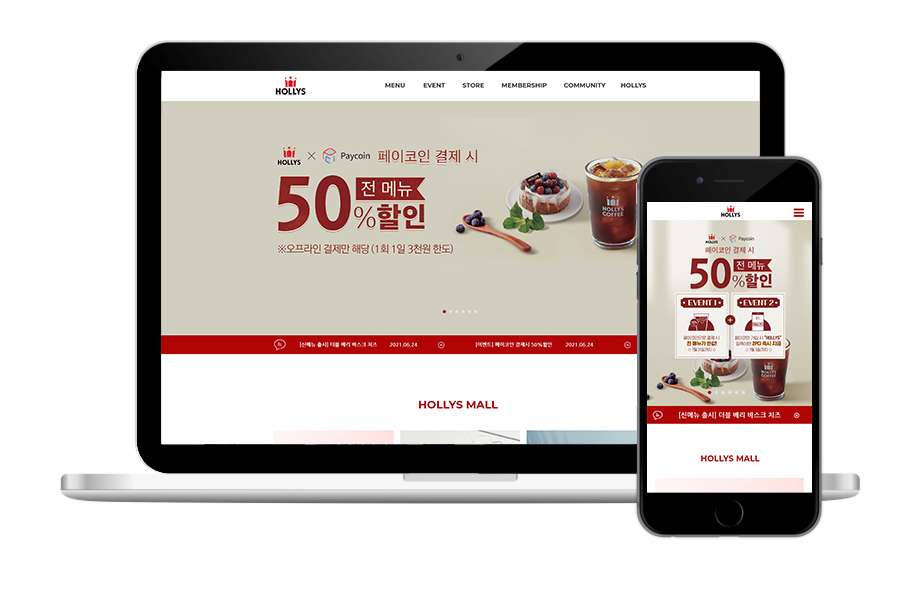 HOLLYS
MENU EVENT STORE MEMBERSHIP COMMUNITY HOLLYS
HOLLYS × Paycoin 페이코인 결제 시
50%
전 메뉴
할인
※오프라인 결제만 해당 (1회 1일 3천원 한도)
HOLLYS
COFFEE
[신메뉴 출시] 더블 베리 바스크 치즈 2021.06.24
[이벤트] 페이코인 결제시 50%할인 2021.06.24
HOLLYS MALL
HOLLYS
HOLLYS × Paycoin
페이코인 결제 시
50%
전 메뉴
할인
EVENT 1
EVENT 2
HOLLYS
[신메뉴 출시] 더블 베리 바스크 치즈
HOLLYS MALL